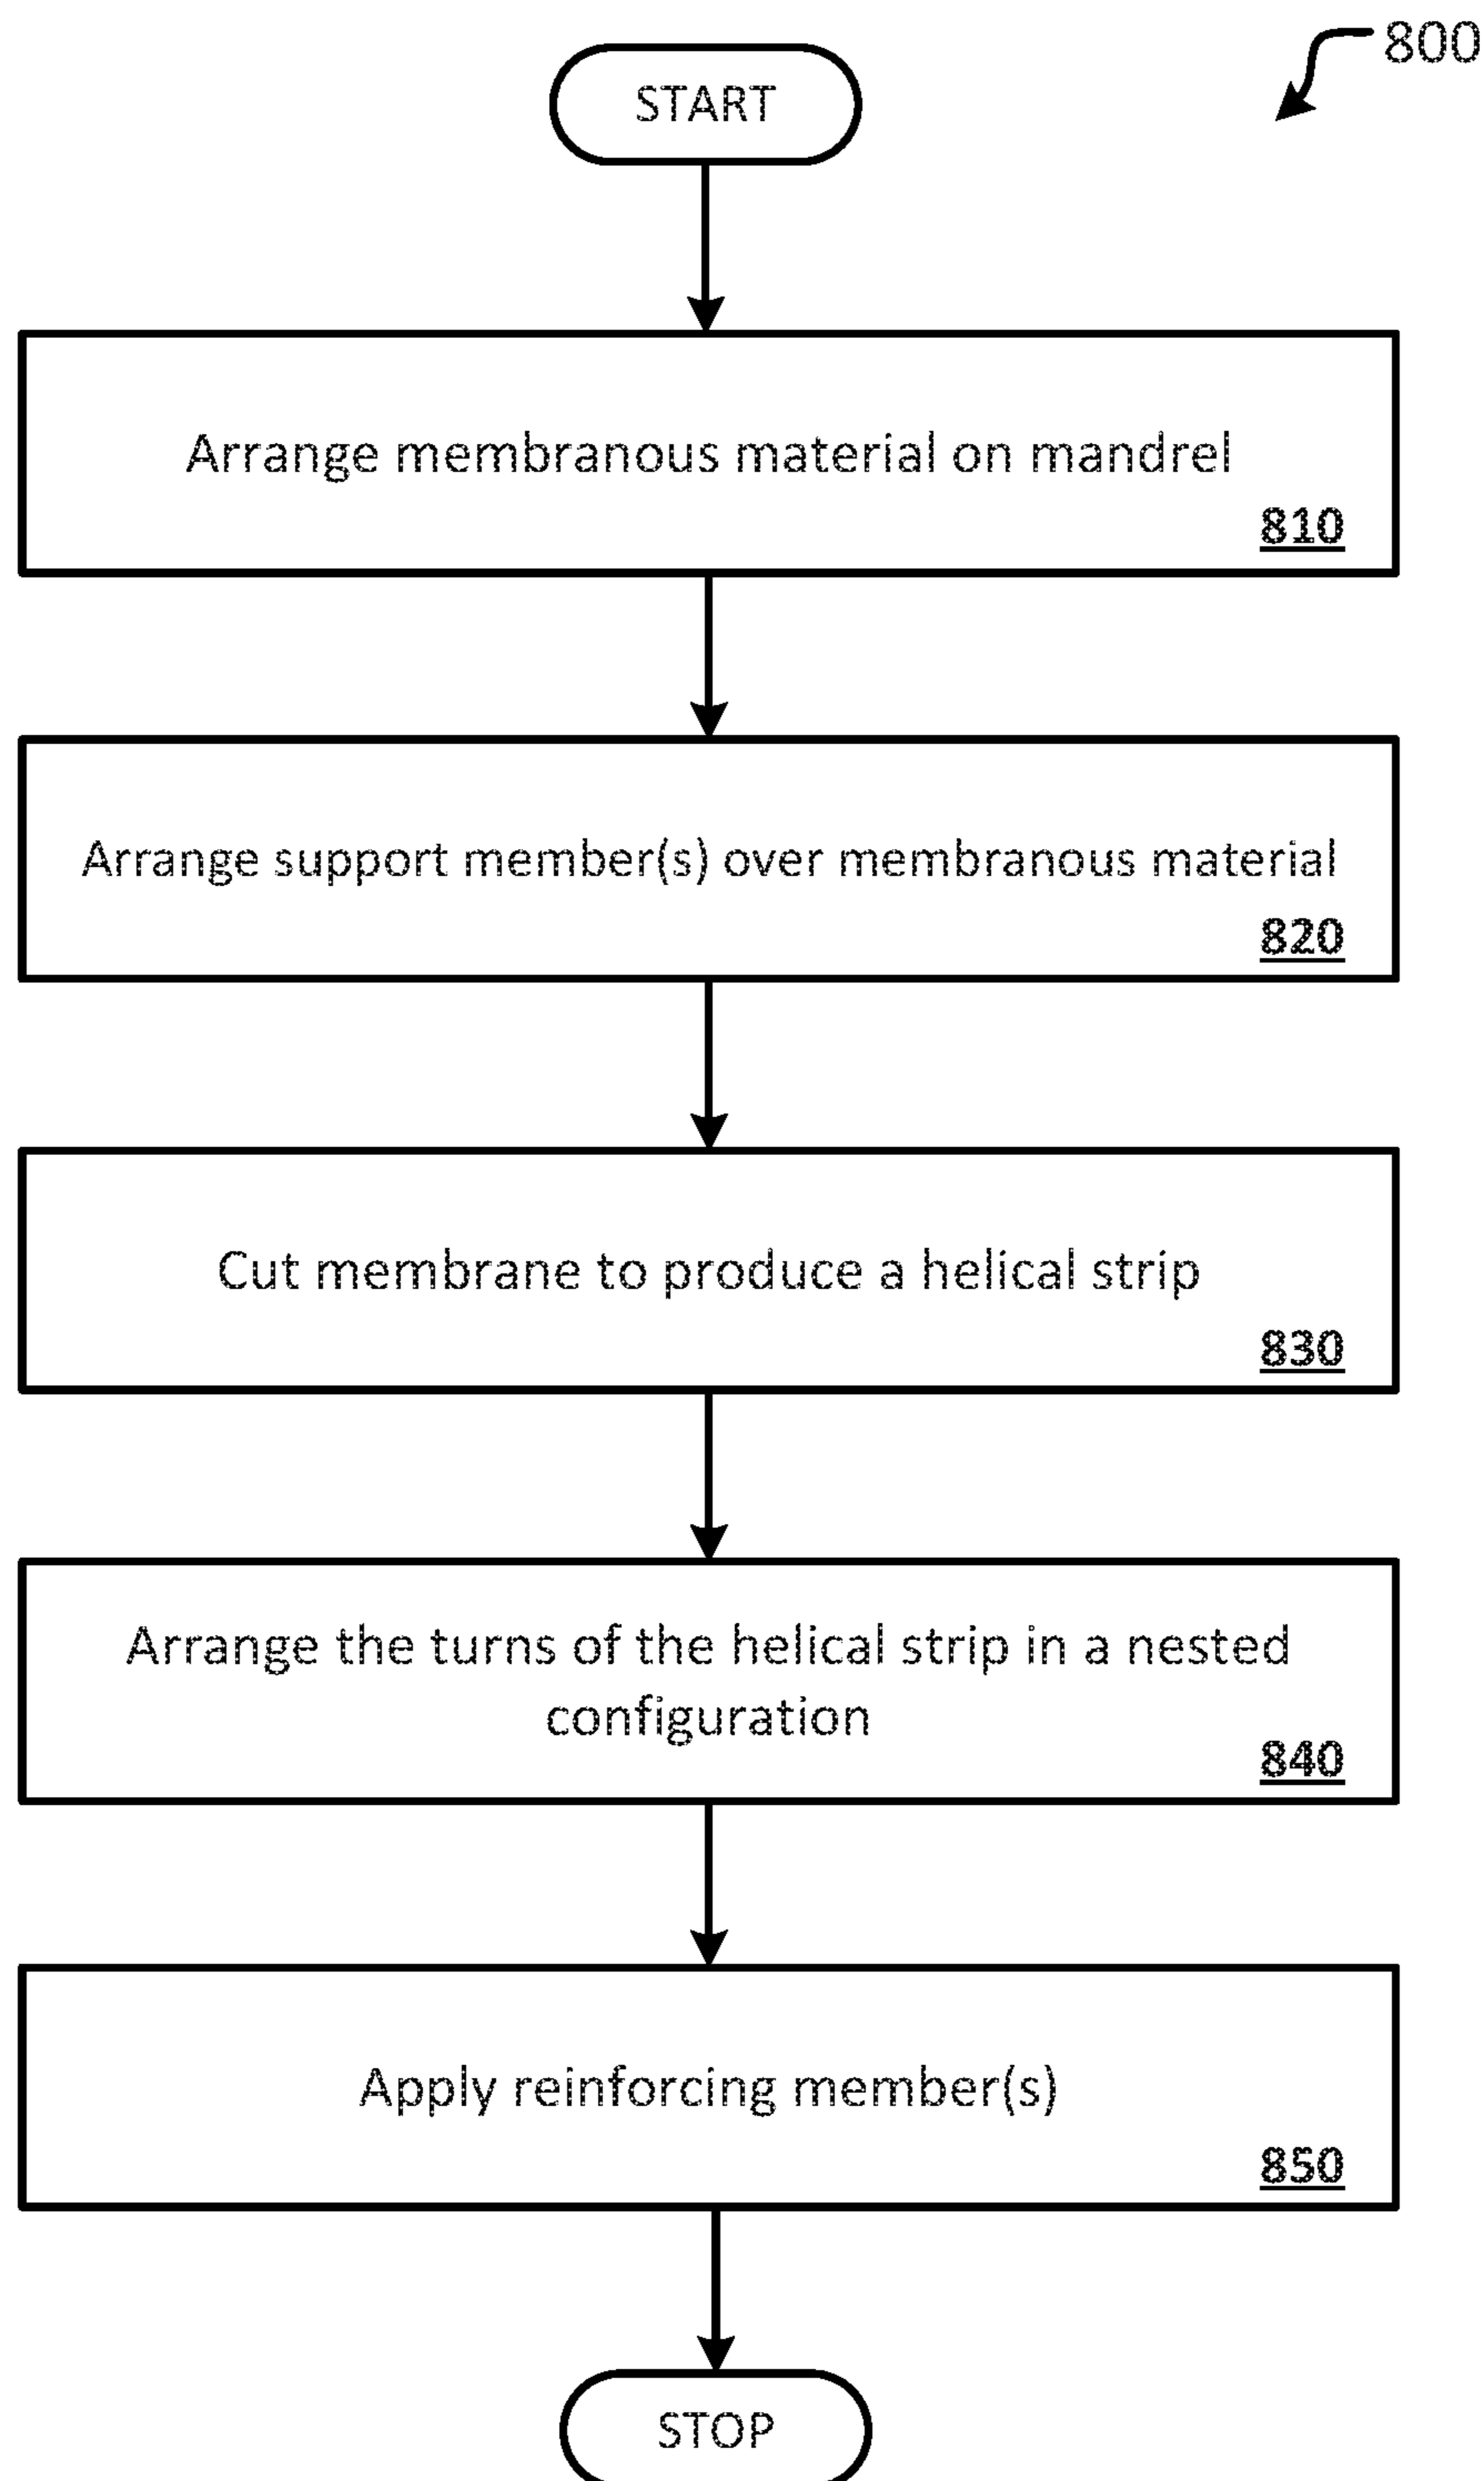 800
START
Arrange membranous material on mandrel
810
Arrange support member(s) over membranous material
820
Cut membrane to produce a helical strip
830
Arrange the turns of the helical strip in a nested
configuration
840
Apply reinforcing member(s)
850
STOP